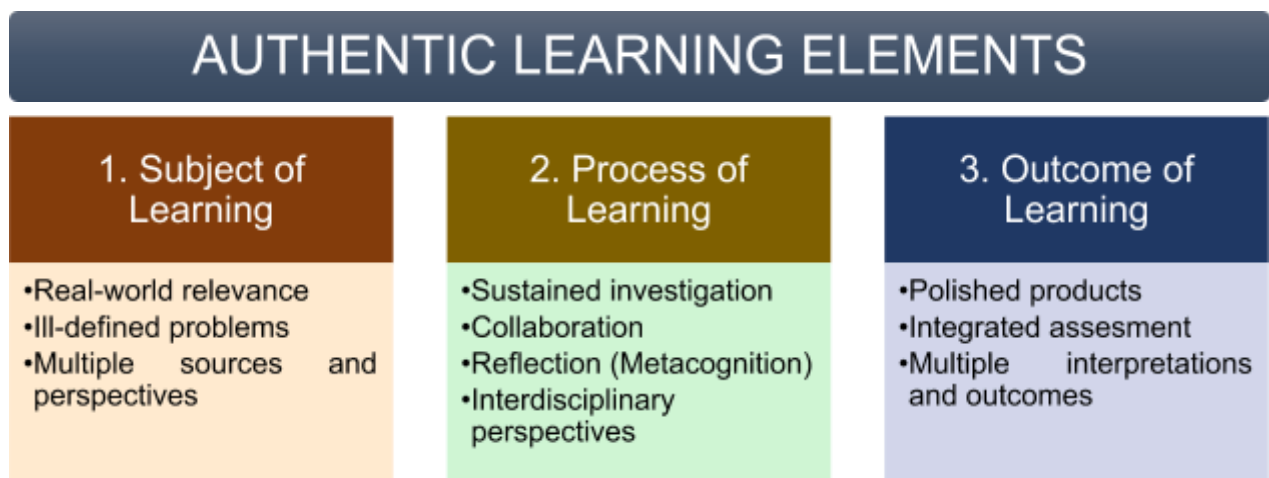 AUTHENTIC LEARNING ELEMENTS
1. Subject of
Learning
•Real-world relevance
•Ill-defined problems
•Multiple sources and
perspectives
2. Process of
Learning
•Sustained investigation
•Collaboration
•Reflection (Metacognition)
•Interdisciplinary
perspectives
3. Outcome of
Learning
•Polished products
•Integrated assesment
•Multiple interpretations
and outcomes